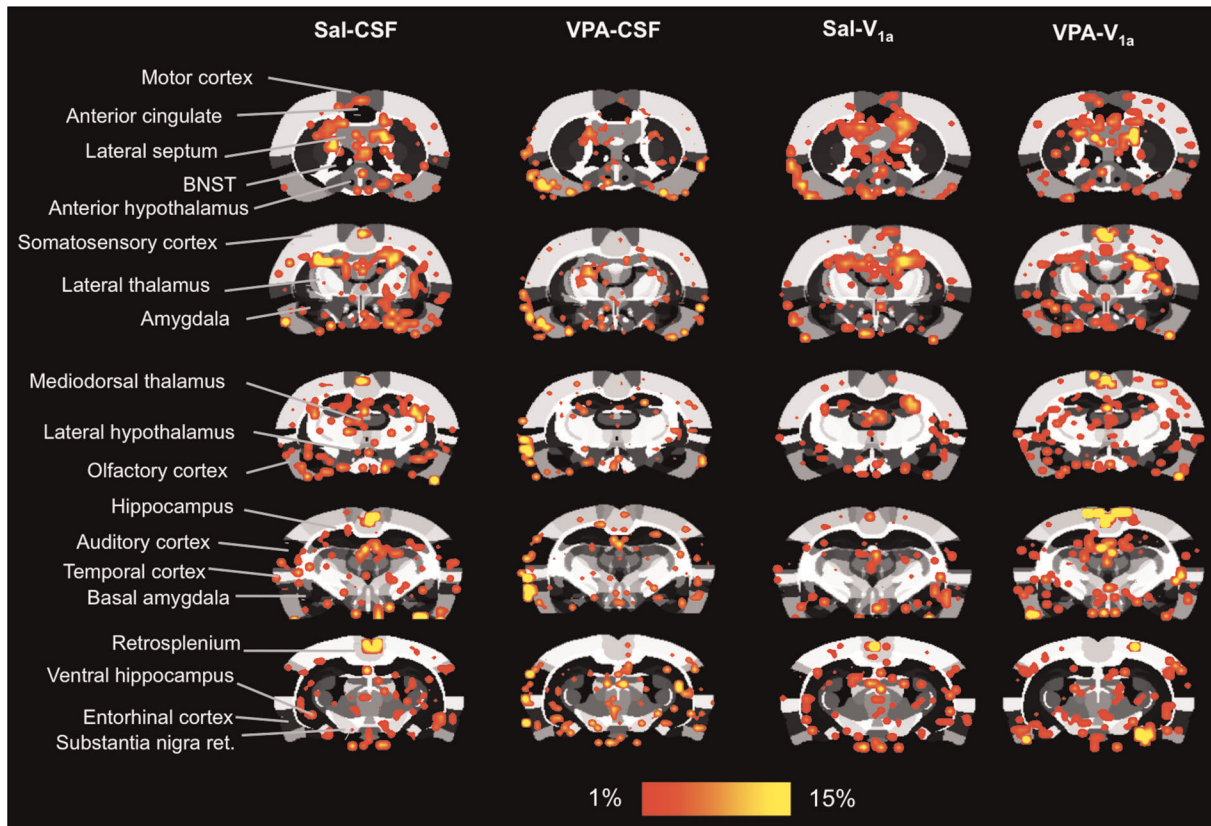 Sal-CSF VPA-CSF Sal-V1a VPA-V1a
Motor cortex
Anterior cingulate
Lateral septum
BNST
Anterior hypothalamus
Somatosensory cortex
Lateral thalamus
Amygdala
Mediodorsal thalamus
Lateral hypothalamus
Olfactory cortex
Hippocampus
Auditory cortex
Temporal cortex
Basal amygdala
Retrosplenium
Ventral hippocampus
Entorhinal cortex
Substantia nigra ret.
1% 15%